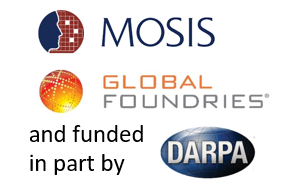 MOSIS
GLOBAL
FOUNDRIES®
and funded
in part by
DARPA